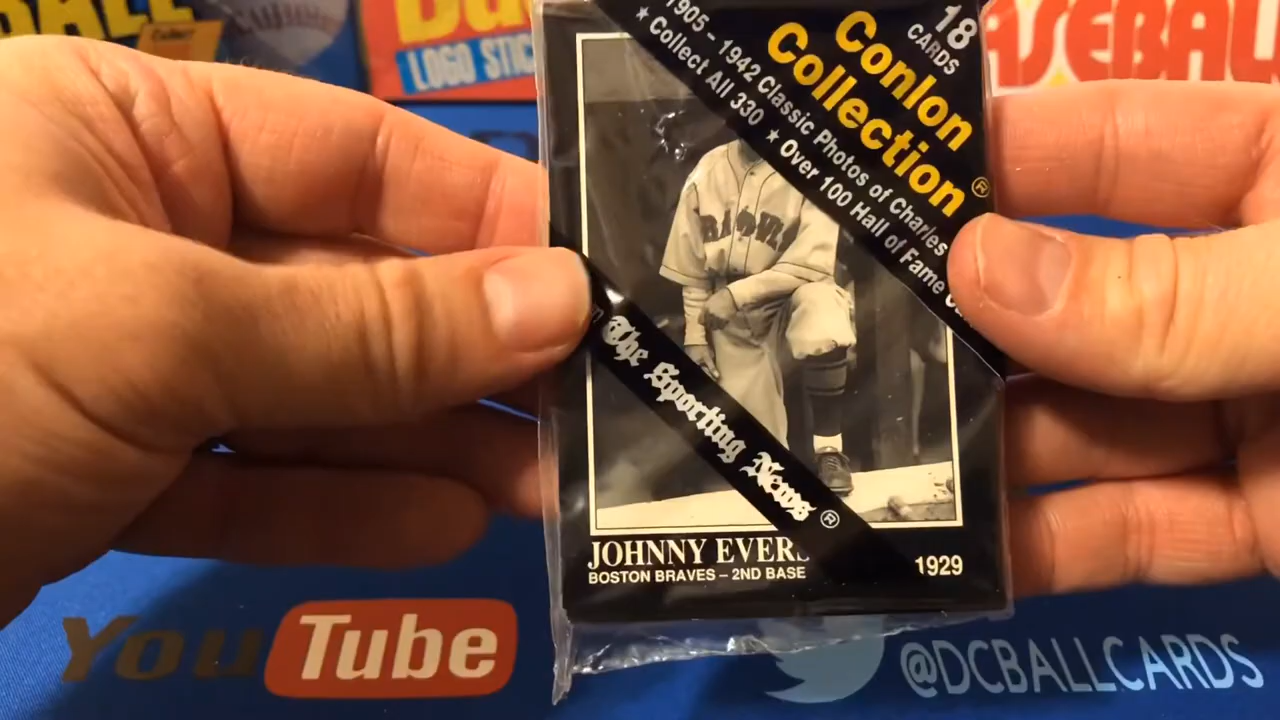 LOGO STIC
18
CARDS
Conlon
Collection®
1905 - 1942 Classic Photos of Charles
★ Collect All 330 ★ Over 100 Hall of Fame
The Sporting News®
JOHNNY EVERS
BOSTON BRAVES - 2ND BASE
1929
YouTube
@DCBALLCARDS